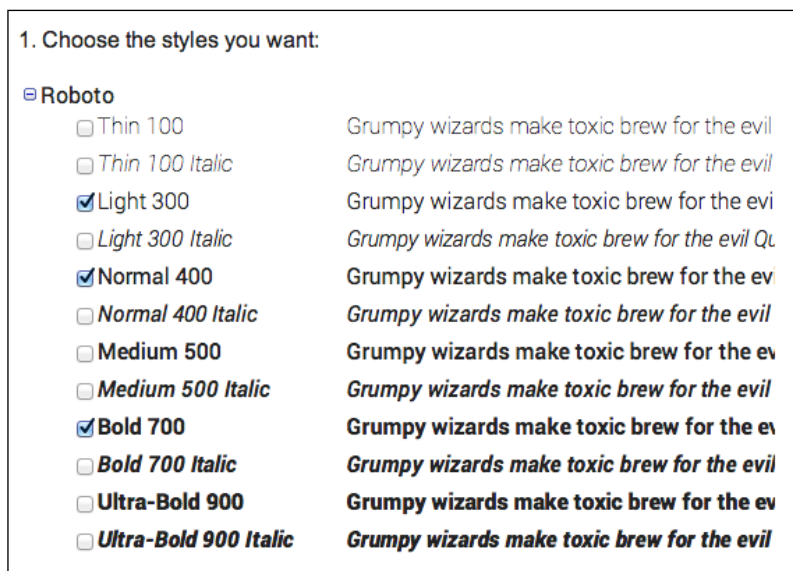 1. Choose the styles you want:
Roboto
Thin 100 Grumpy wizards make toxic brew for the evil
Thin 100 Italic Grumpy wizards make toxic brew for the evil
Light 300 Grumpy wizards make toxic brew for the evi
Light 300 Italic Grumpy wizards make toxic brew for the evil Qu
Normal 400 Grumpy wizards make toxic brew for the evi
Normal 400 Italic Grumpy wizards make toxic brew for the evil
Medium 500 Grumpy wizards make toxic brew for the ev
Medium 500 Italic Grumpy wizards make toxic brew for the evil
Bold 700 Grumpy wizards make toxic brew for the ev
Bold 700 Italic Grumpy wizards make toxic brew for the evil
Ultra-Bold 900 Grumpy wizards make toxic brew for the ev
Ultra-Bold 900 Italic Grumpy wizards make toxic brew for the evil